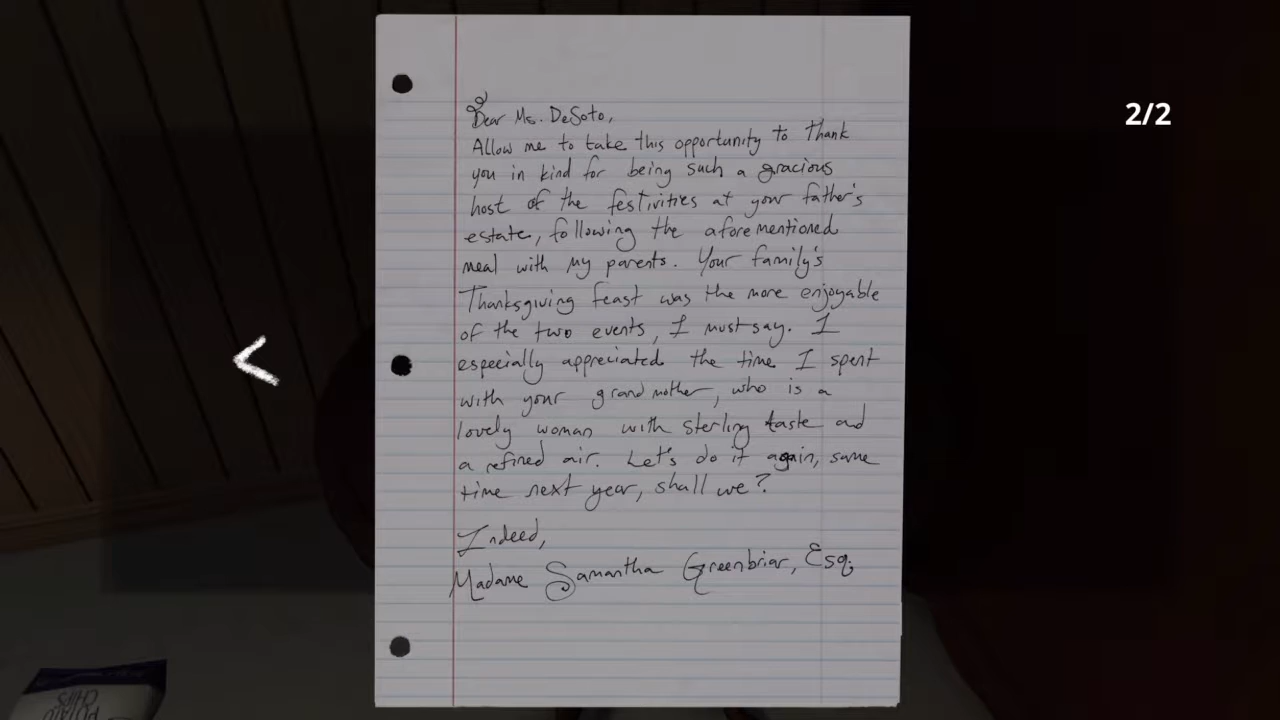 2/2
Dear Ms. DeSoto,
Allow me to take this opportunity to thank
you in kind for being such a gracious
host of the festivities at your father's
estate, following the aforementioned
meal with my parents. Your family's
Thanksgiving feast was the more enjoyable
of the two events, I must say. I
especially appreciated the time I spent
with your grandmother, who is a
lovely woman with sterling taste and
a refined air. Let's do it again, same
time next year, shall we?
Indeed,
Madame Samantha Greenbriar, Esq.
POTATO
CHIPS